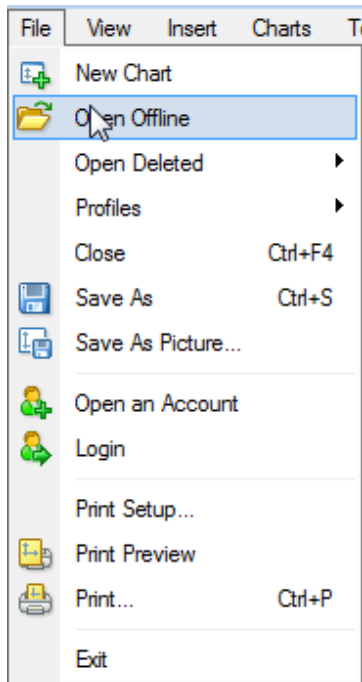 File View Insert Charts T
New Chart
Open Offline
Open Deleted
Profiles
Close Ctrl+F4
Save As Ctrl+S
Save As Picture...
Open an Account
Login
Print Setup...
Print Preview
Print... Ctrl+P
Exit